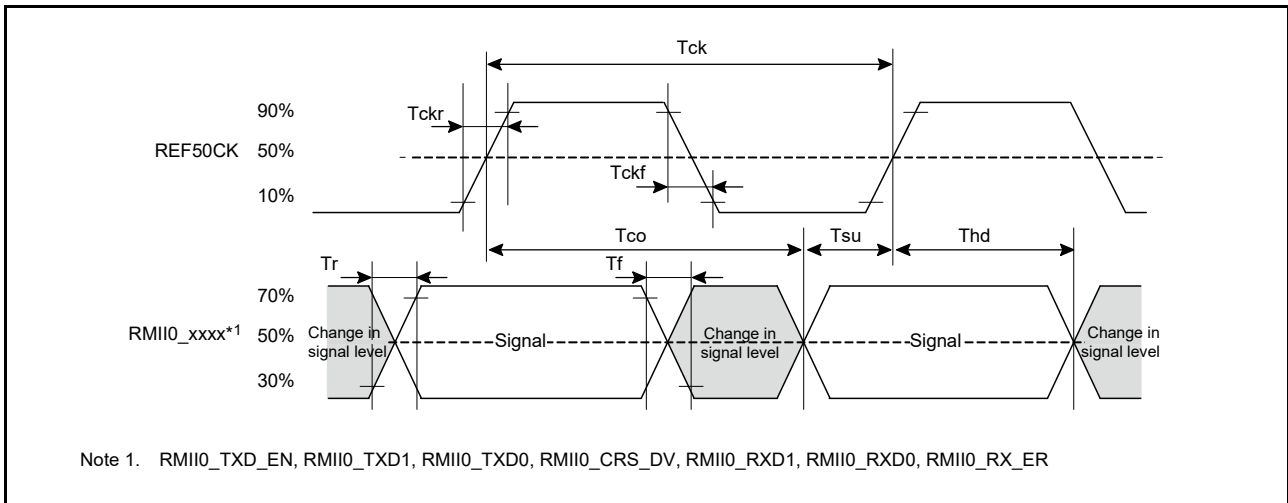 Tck
90%
Tckr
REF50CK 50%
Tckf
10%
Tco Tsu Thd
Tr Tf
70%
RMII0_xxxx*1 50% Change in signal level Signal Change in signal level Signal Change in signal level
30%
Note 1. RMII0_TXD_EN, RMII0_TXD1, RMII0_TXD0, RMII0_CRS_DV, RMII0_RXD1, RMII0_RXD0, RMII0_RX_ER